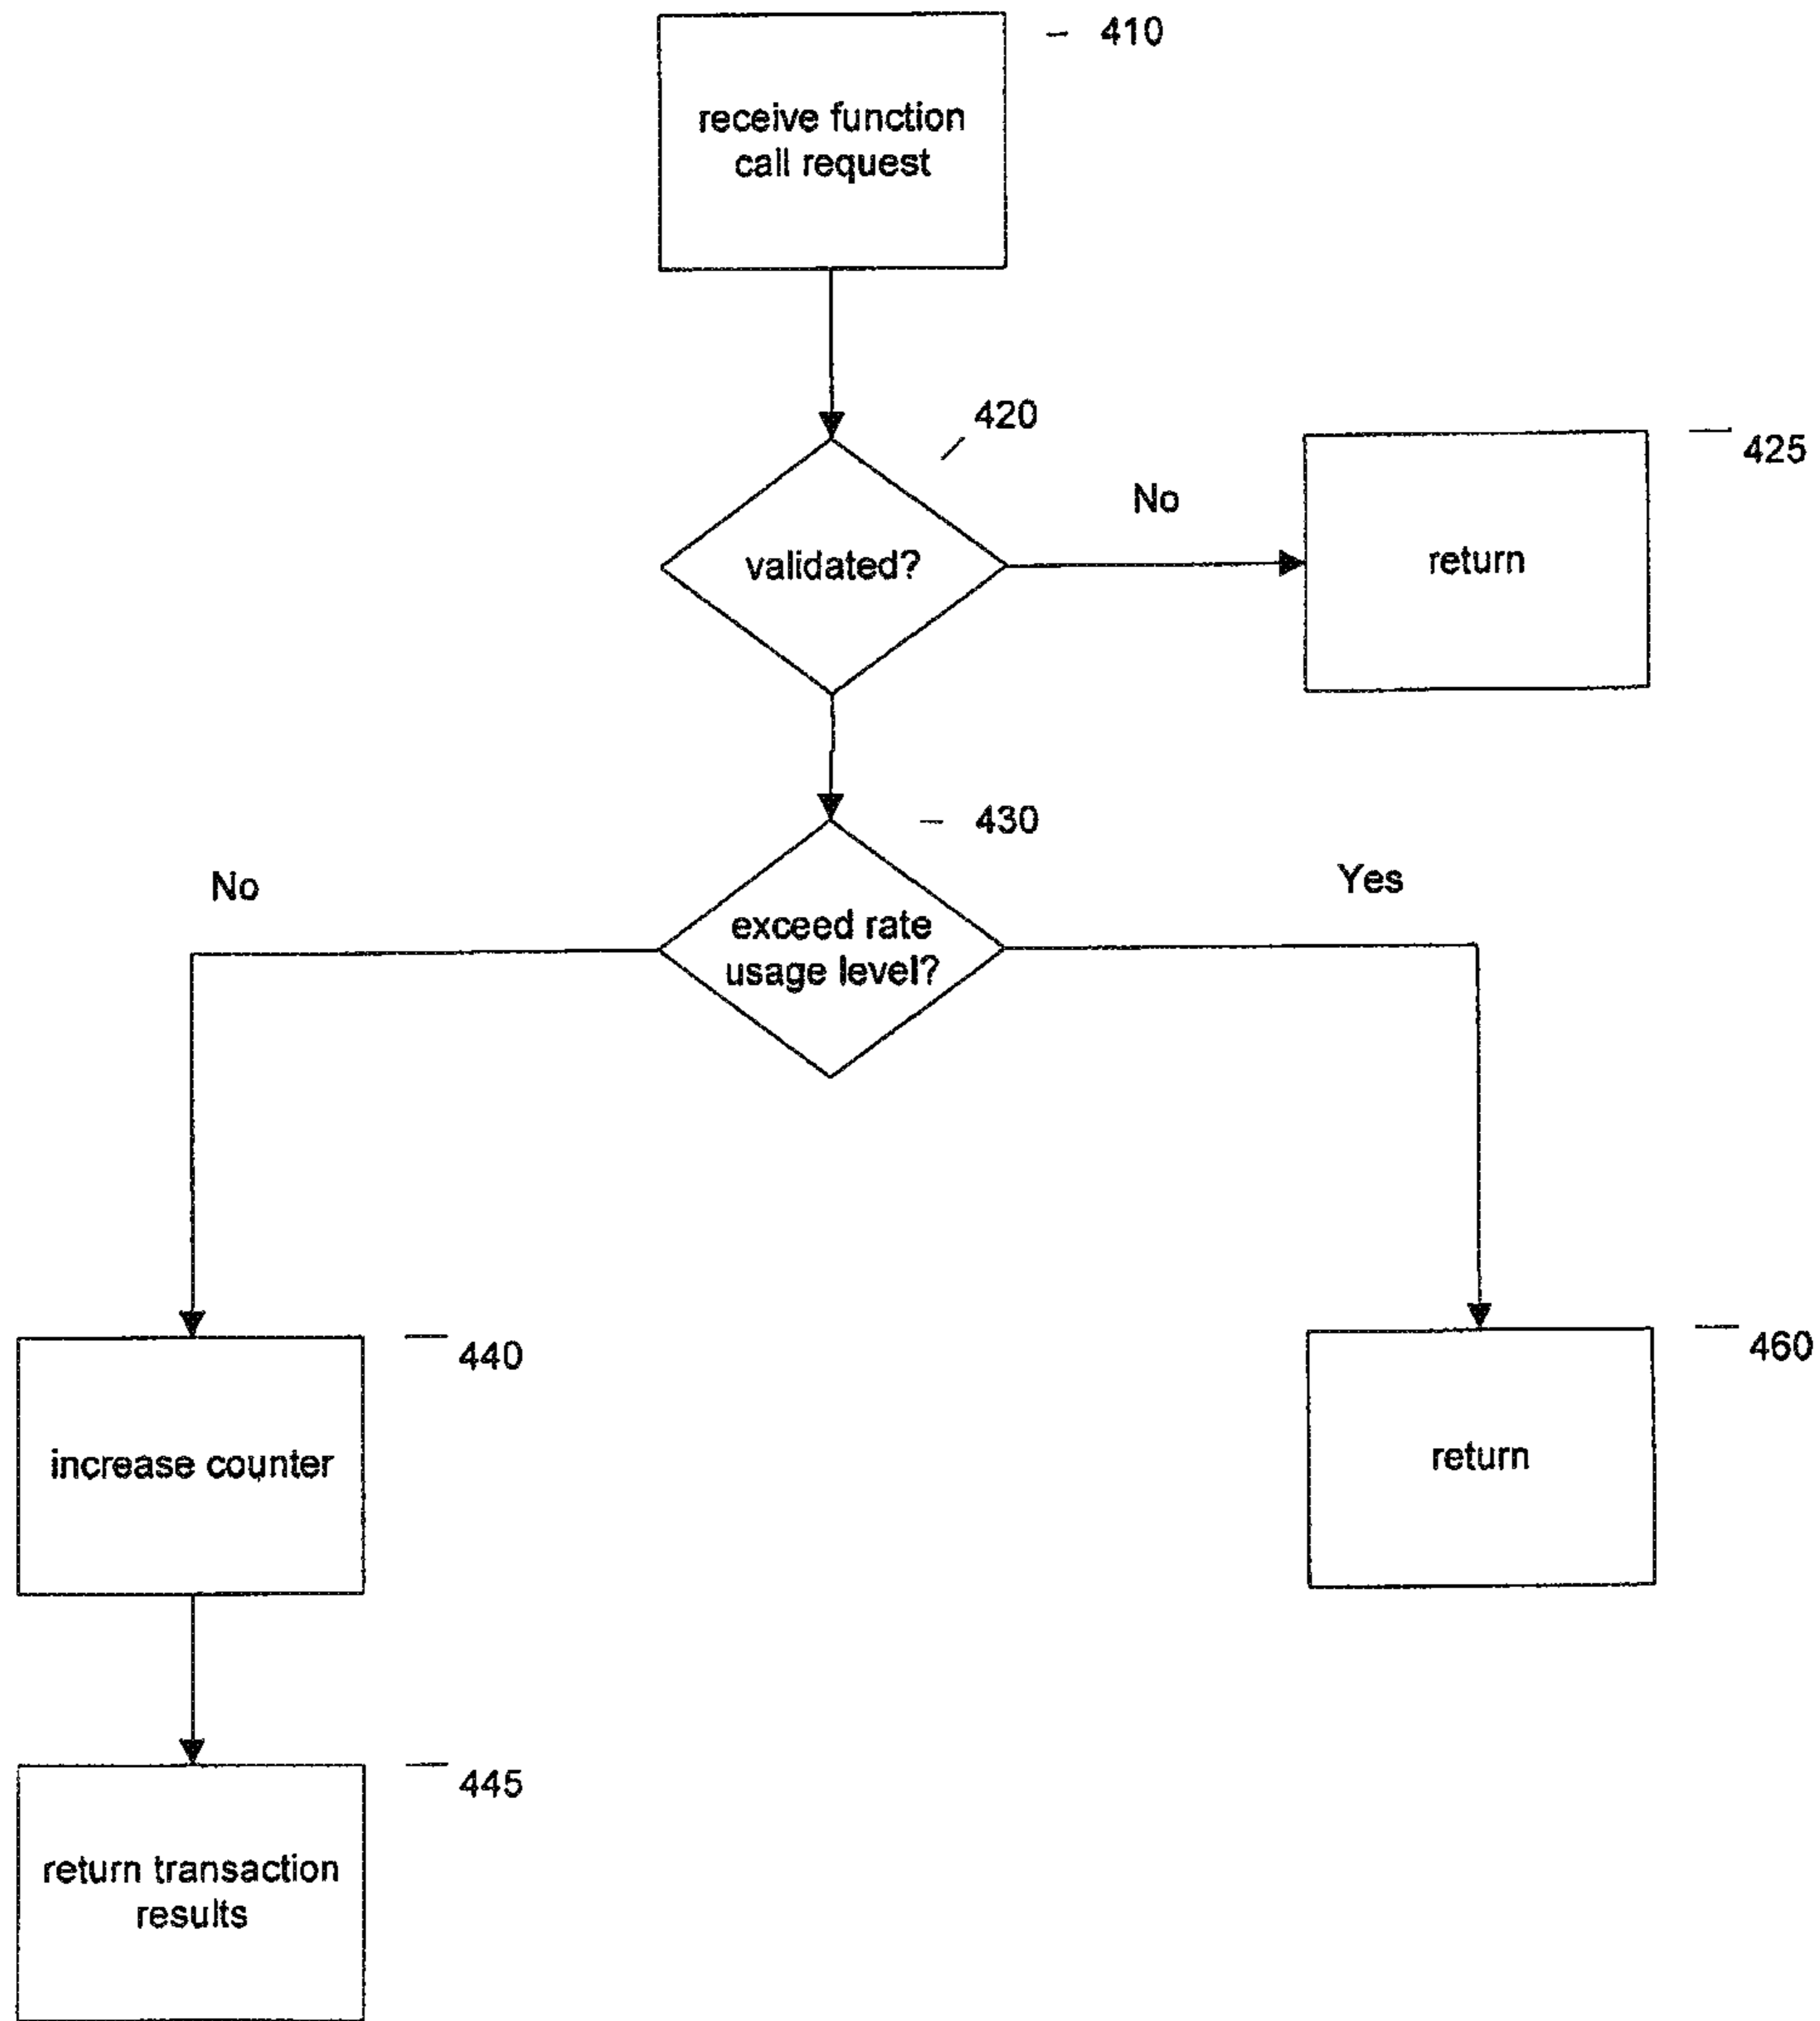 410
receive function
call request
420
425
No
validated?
return
430
No
Yes
exceed rate
usage level?
440
460
increase counter
return
445
return transaction
results